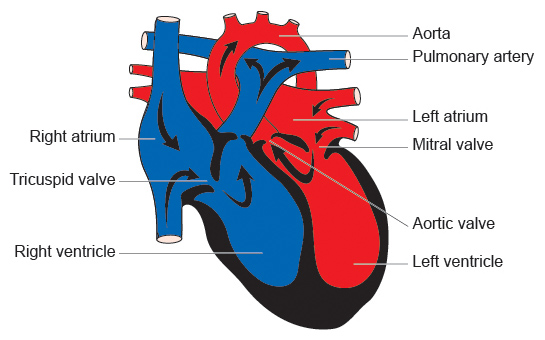 Aorta
Pulmonary artery
Left atrium
Mitral valve
Right atrium
Tricuspid valve
Aortic valve
Right ventricle
Left ventricle